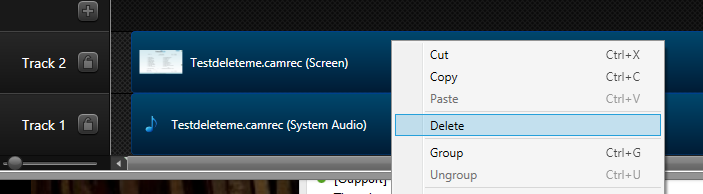 Track 2
Testdeleteme.camrec (Screen)
Track 1
Testdeleteme.camrec (System Audio)
Cut Ctrl+X
Copy Ctrl+C
Paste Ctrl+V
Delete
Group Ctrl+G
Ungroup Ctrl+U